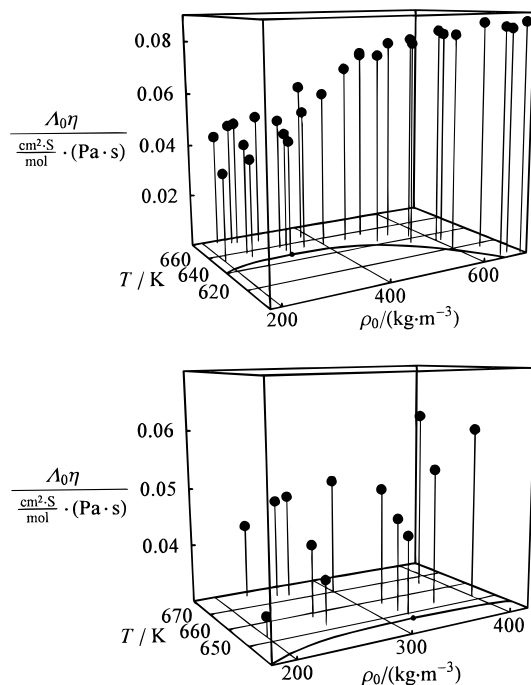 0.08
0.06
Λ₀η
cm²·S
mol
·(Pa·s)
0.04
0.02
660
640
620
T / K
200
400
600
ρ₀/(kg·m⁻³)
0.06
Λ₀η
cm²·S
mol
·(Pa·s)
0.05
0.04
670
660
650
T / K
200
300
400
ρ₀/(kg·m⁻³)